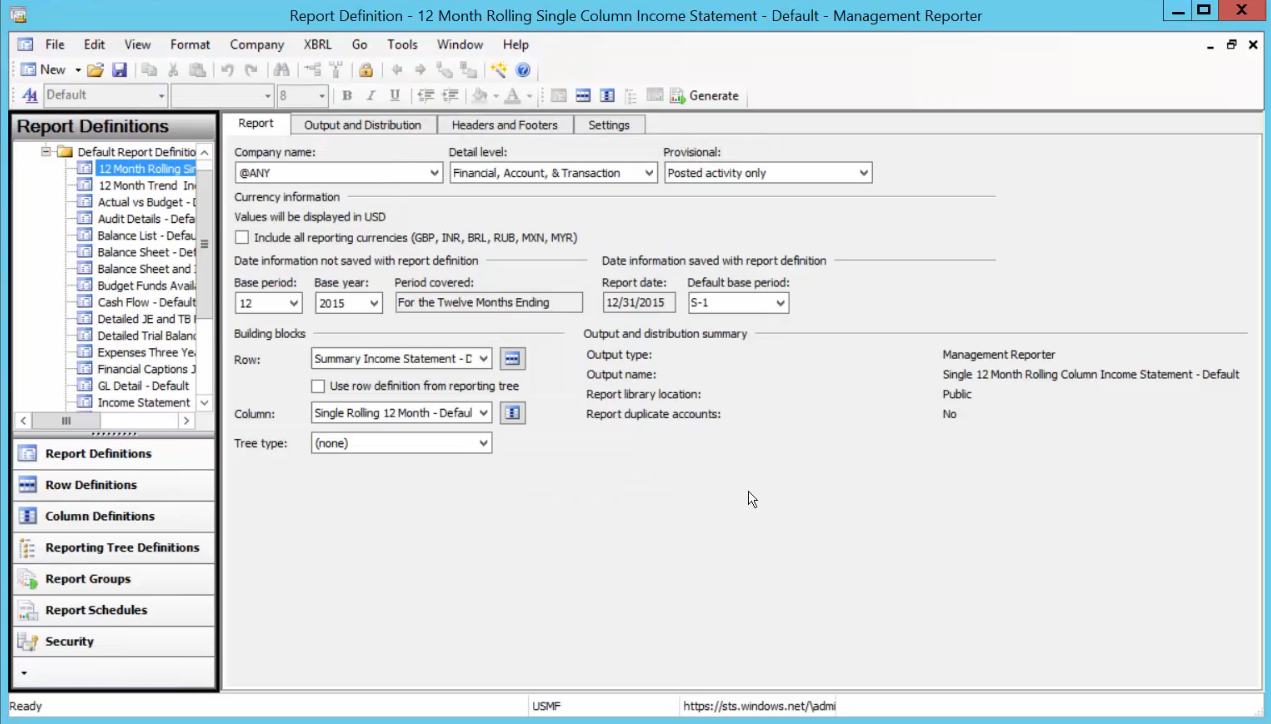 Report Definition - 12 Month Rolling Single Column Income Statement - Default - Management Reporter
File Edit View Format Company XBRL Go Tools Window Help
New
Default 8 B I U A Generate
Report Definitions
Default Report Definitio
12 Month Rolling Sin
12 Month Trend In
Actual vs Budget - D
Audit Details - Defa
Balance List - Defau
Balance Sheet - Def
Balance Sheet and
Budget Funds Avail
Cash Flow - Default
Detailed JE and TB
Detailed Trial Balanc
Expenses Three Ye
Financial Captions J
GL Detail - Default
Income Statement
Report Definitions
Row Definitions
Column Definitions
Reporting Tree Definitions
Report Groups
Report Schedules
Security
Report Output and Distribution Headers and Footers Settings
Company name: Detail level: Provisional:
@ANY Financial, Account, & Transaction Posted activity only
Currency information
Values will be displayed in USD
Include all reporting currencies (GBP, INR, BRL, RUB, MXN, MYR)
Date information not saved with report definition Date information saved with report definition
Base period: Base year: Period covered: Report date: Default base period:
12 2015 For the Twelve Months Ending 12/31/2015 S-1
Building blocks
Row: Summary Income Statement - D
Use row definition from reporting tree
Column: Single Rolling 12 Month - Defaul
Tree type: (none)
Output and distribution summary
Output type: Management Reporter
Output name: Single 12 Month Rolling Column Income Statement - Default
Report library location: Public
Report duplicate accounts: No
Ready USMF https://sts.windows.net/\admi